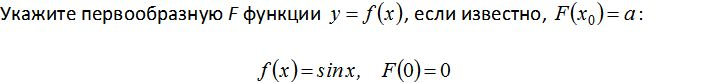 Укажите первообразную F функции y = f(x), если известно, F(x₀) = a:
f(x) = sinx, F(0) = 0